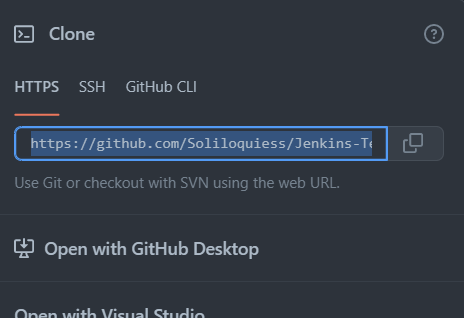 Clone
HTTPS SSH GitHub CLI
https://github.com/Soliloquiess/Jenkins-Te
Use Git or checkout with SVN using the web URL.
Open with GitHub Desktop
Open with Visual Studio